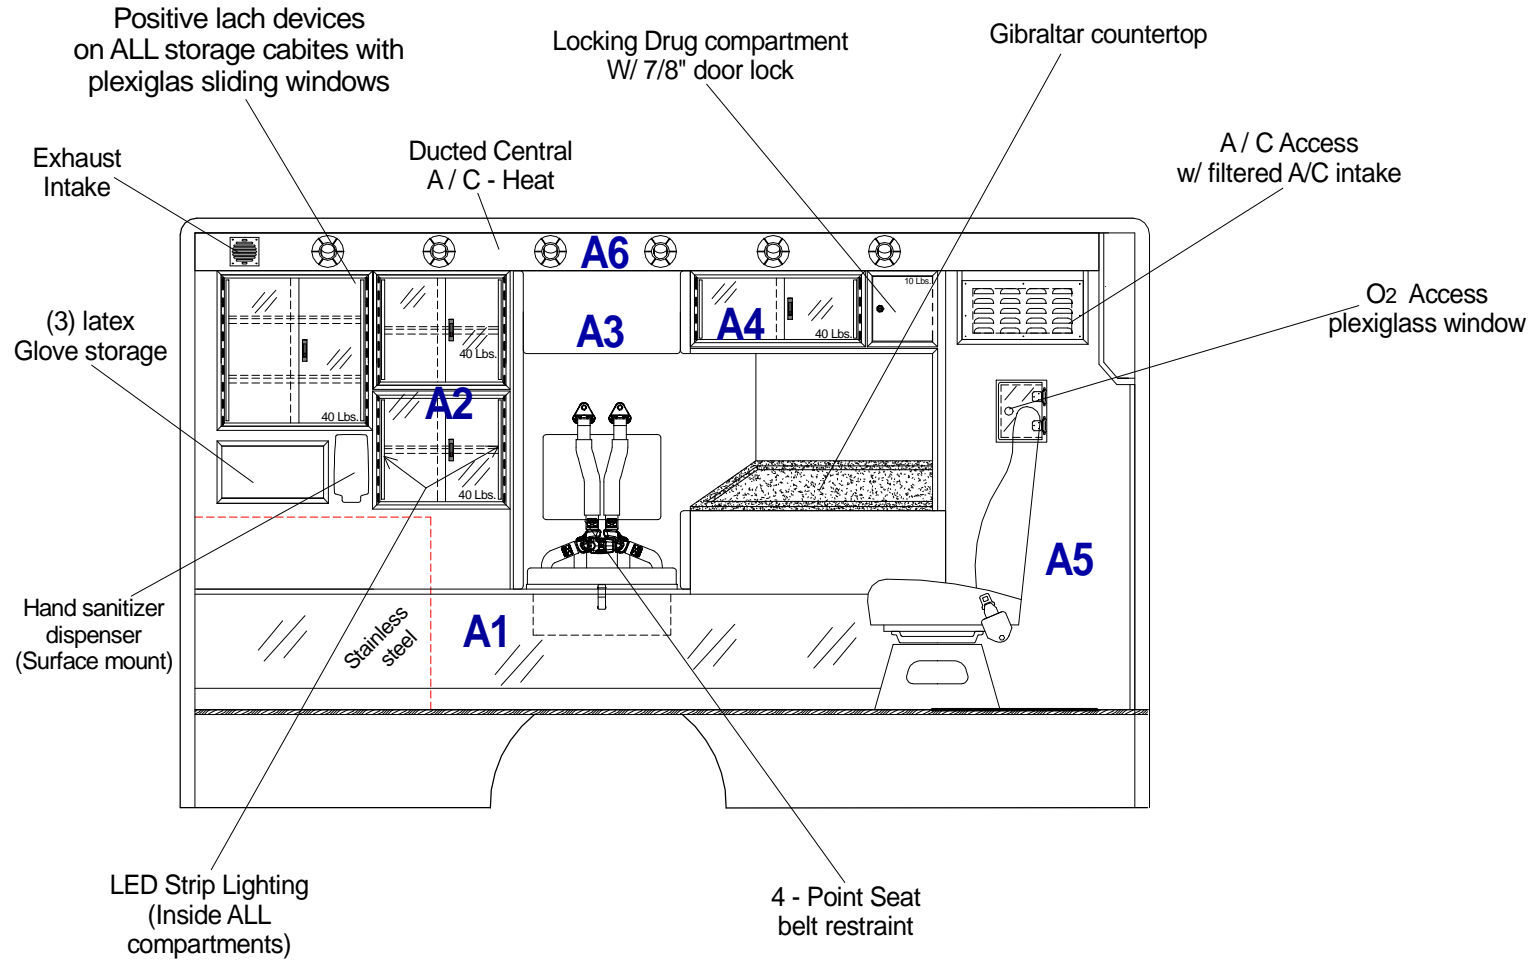 Positive lach devices
on ALL storage cabites with
plexiglas sliding windows
Locking Drug compartment
W/ 7/8" door lock
Gibraltar countertop
Exhaust
Intake
Ducted Central
A / C - Heat
A / C Access
w/ filtered A/C intake
A6
10 Lbs.
(3) latex
Glove storage
A3
A4
40 Lbs.
O2 Access
plexiglass window
40 Lbs.
A2
40 Lbs.
40 Lbs.
A5
Hand sanitizer
dispenser
(Surface mount)
Stainless
steel
A1
LED Strip Lighting
(Inside ALL
compartments)
4 - Point Seat
belt restraint